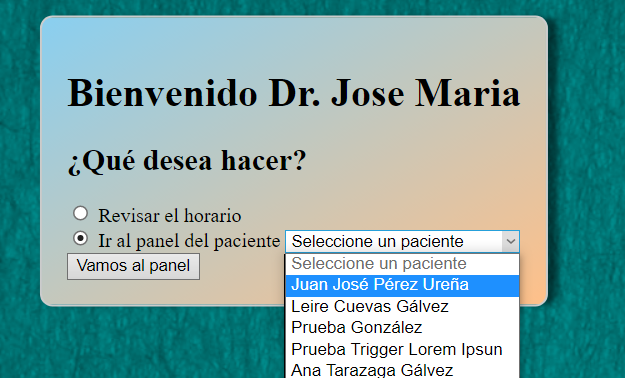 Bienvenido Dr. Jose Maria
¿Qué desea hacer?
Revisar el horario
Ir al panel del paciente Seleccione un paciente
Vamos al panel
Seleccione un paciente
Juan José Pérez Ureña
Leire Cuevas Gálvez
Prueba González
Prueba Trigger Lorem Ipsun
Ana Tarazaga Gálvez